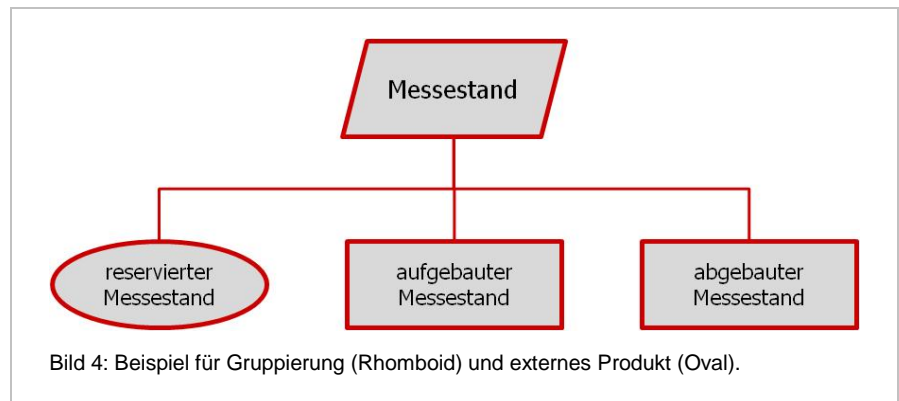 Messestand
reservierter
Messestand
aufgebauter
Messestand
abgebauter
Messestand
Bild 4: Beispiel für Gruppierung (Rhomboid) und externes Produkt (Oval).